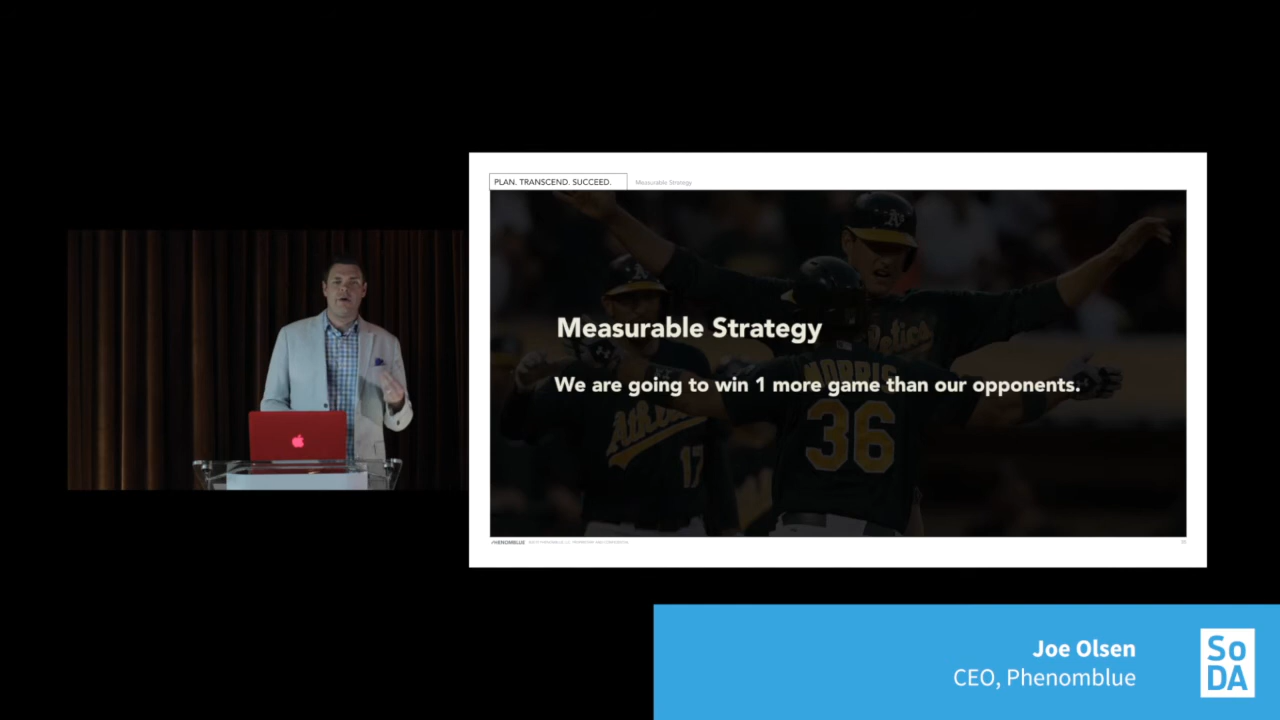 PLAN. TRANSCEND. SUCCEED.
Measurable Strategy
A's
Measurable Strategy
We are going to win 1 more game than our opponents.
Athletics
17
MORRIS
36
PHENOMBLUE
Joe Olsen
CEO, Phenomblue
So
DA